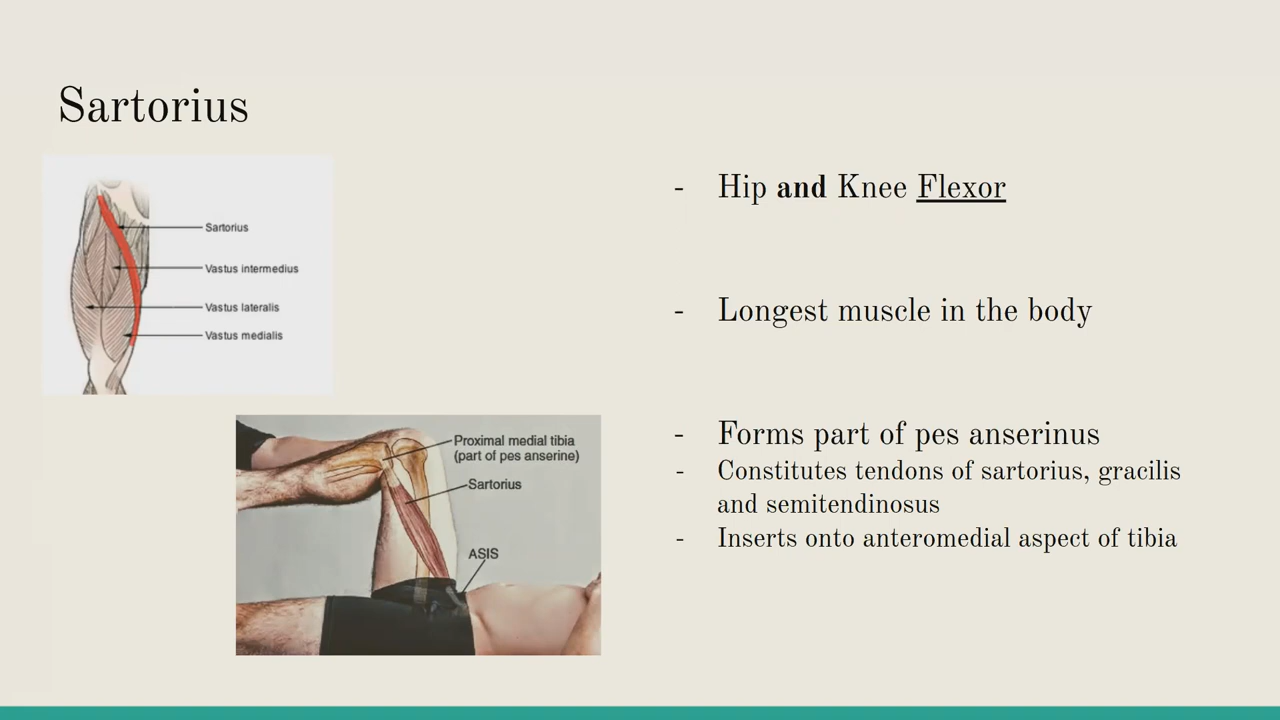 Sartorius
Sartorius
Vastus intermedius
Vastus lateralis
Vastus medialis
Proximal medial tibia
(part of pes anserine)
Sartorius
ASIS
- Hip and Knee Flexor
- Longest muscle in the body
- Forms part of pes anserinus
- Constitutes tendons of sartorius, gracilis
and semitendinosus
- Inserts onto anteromedial aspect of tibia